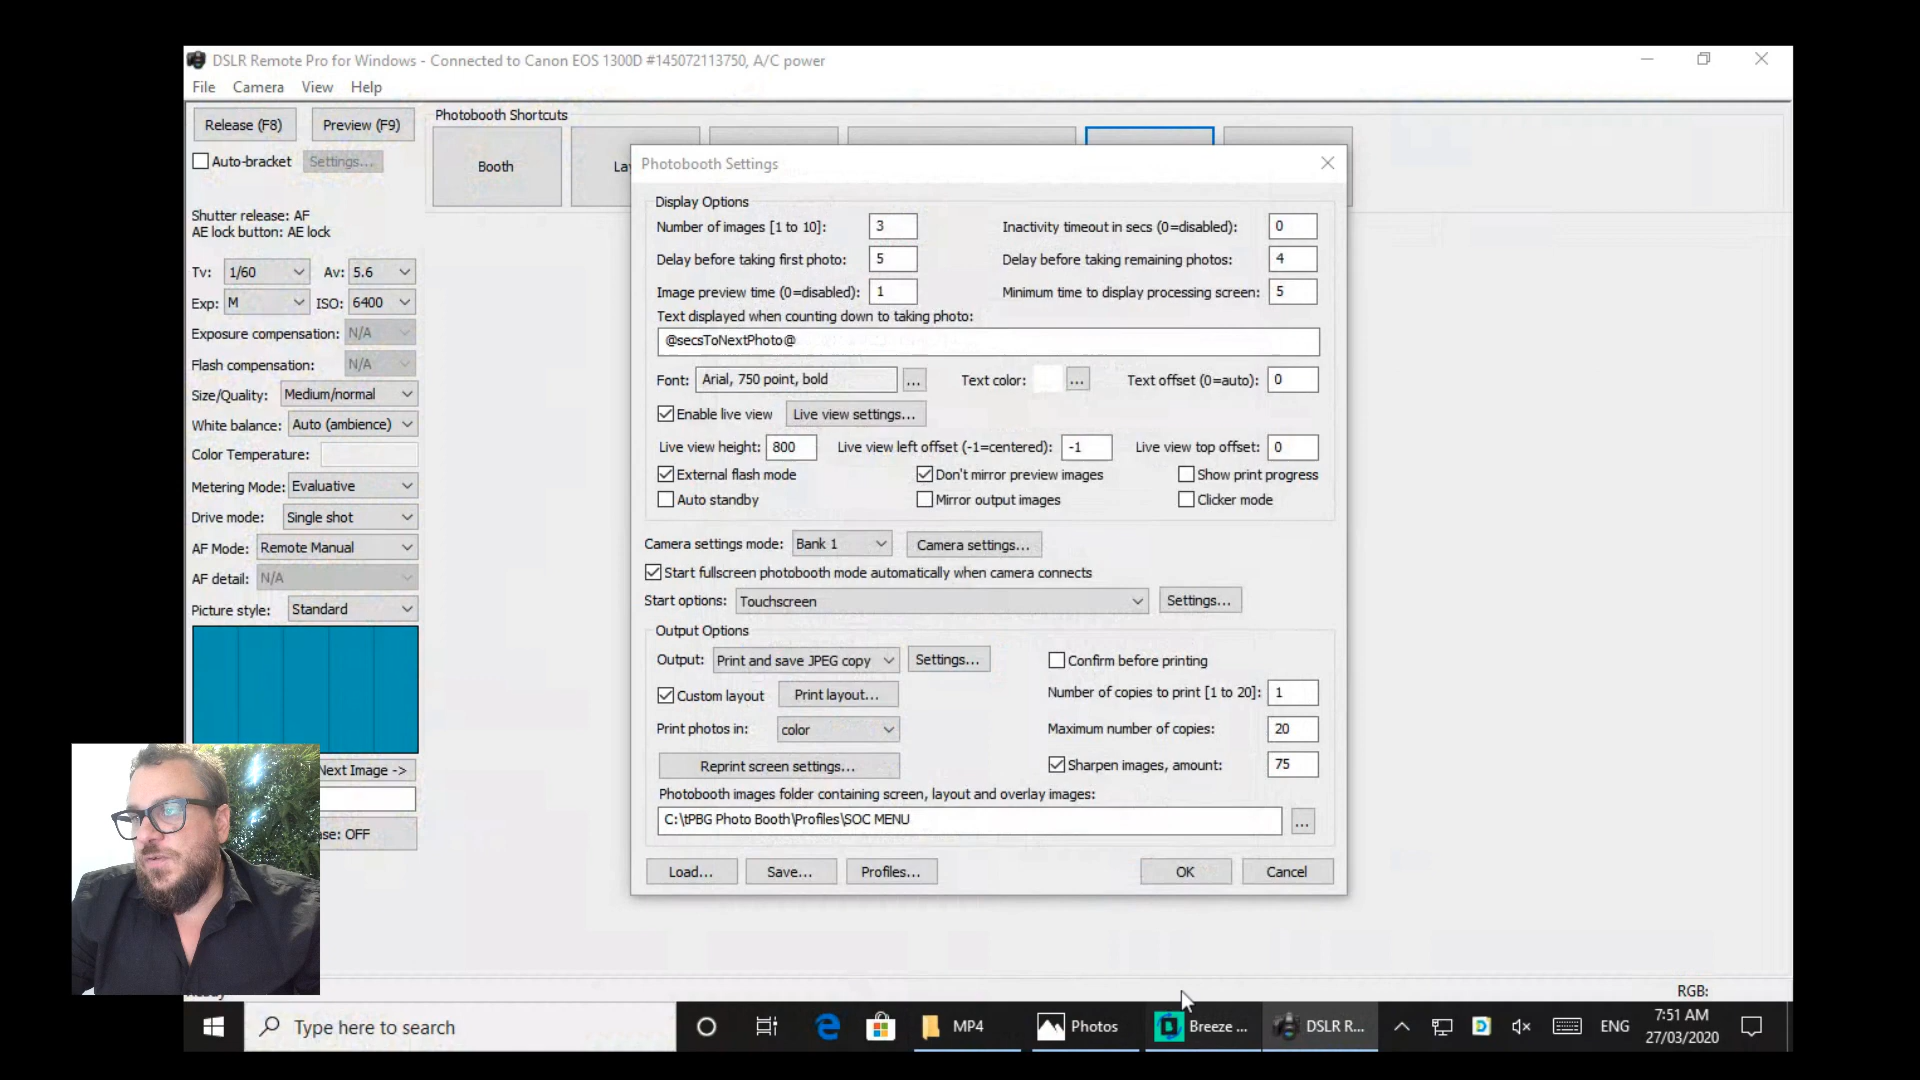 DSLR Remote Pro for Windows - Connected to Canon EOS 1300D #145072113750, A/C power
File Camera View Help
Release (F8) Preview (F9)
Auto-bracket Settings...
Shutter release: AF
AE lock button: AE lock
Tv: 1/60 Av: 5.6
Exp: M ISO: 6400
Exposure compensation: N/A
Flash compensation: N/A
Size/Quality: Medium/normal
White balance: Auto (ambience)
Color Temperature:
Metering Mode: Evaluative
Drive mode: Single shot
AF Mode: Remote Manual
AF detail: N/A
Picture style: Standard
Next Image ->
OFF
Photobooth Shortcuts
Booth
Photobooth Settings
Display Options
Number of images [1 to 10]: 3 Inactivity timeout in secs (0=disabled): 0
Delay before taking first photo: 5 Delay before taking remaining photos: 4
Image preview time (0=disabled): 1 Minimum time to display processing screen: 5
Text displayed when counting down to taking photo:
@secsToNextPhoto@
Font: Arial, 750 point, bold ... Text color: ... Text offset (0=auto): 0
Enable live view Live view settings...
Live view height: 800 Live view left offset (-1=centered): -1 Live view top offset: 0
External flash mode Don't mirror preview images Show print progress
Auto standby Mirror output images Clicker mode
Camera settings mode: Bank 1 Camera settings...
Start fullscreen photobooth mode automatically when camera connects
Start options: Touchscreen Settings...
Output Options
Output: Print and save JPEG copy Settings... Confirm before printing
Custom layout Print layout... Number of copies to print [1 to 20]: 1
Print photos in: color Maximum number of copies: 20
Reprint screen settings... Sharpen images, amount: 75
Photobooth images folder containing screen, layout and overlay images:
C:\tPBG Photo Booth\Profiles\SOC MENU ...
Load... Save... Profiles... OK Cancel
RGB:
Type here to search MP4 Photos Breeze ... DSLR R... ENG 7:51 AM
27/03/2020